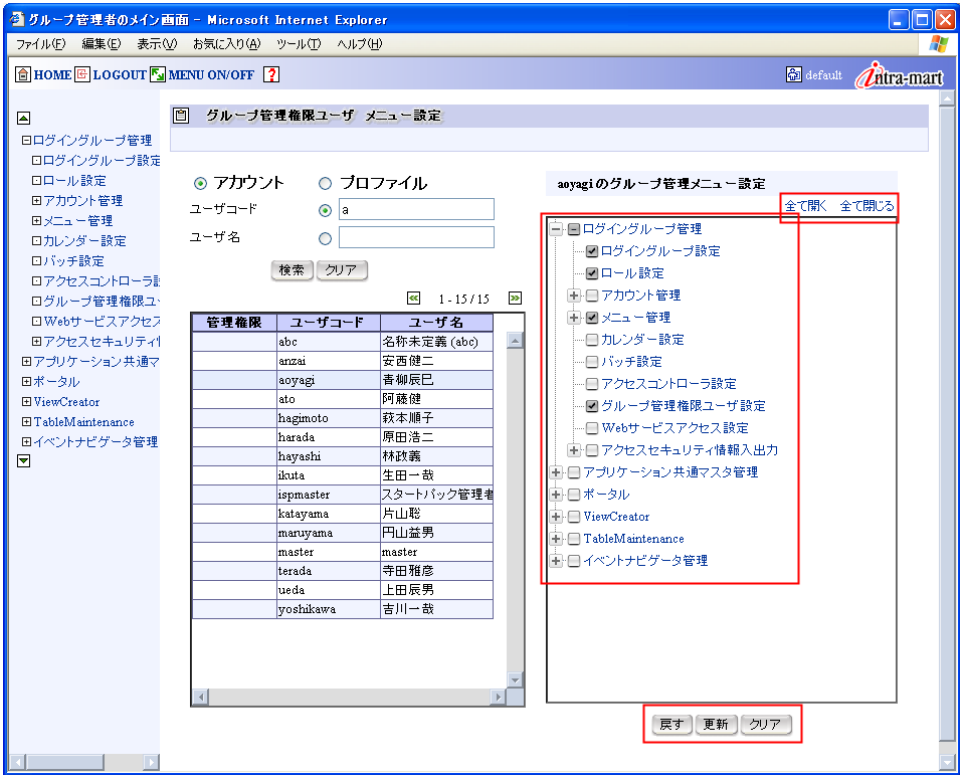 グループ管理者のメイン画面 - Microsoft Internet Explorer
ファイル(F) 編集(E) 表示(V) お気に入り(A) ツール(T) ヘルプ(H)
HOME LOGOUT MENU ON/OFF ?
default intra-mart
ログイングループ管理
ログイングループ設定
ロール設定
アカウント管理
メニュー管理
カレンダー設定
バッチ設定
アクセスコントローラ
グループ管理権限ユ
Webサービスアクセス
アクセスセキュリティ
アプリケーション共通マ
ポータル
ViewCreator
TableMaintenance
イベントナビゲータ管理
グループ管理権限ユーザ メニュー設定
アカウント プロファイル
ユーザコード a
ユーザ名
検索 クリア
1 - 15 / 15
管理権限 ユーザコード ユーザ名
abc 名称未定義 (abc)
anzai 安西健二
aoyagi 青柳辰巳
ato 阿藤健
hagimoto 萩本順子
harada 原田浩二
hayashi 林政義
ikuta 生田一哉
ispmaster スタートパック管理者
katayama 片山聡
maruyama 円山益男
master master
terada 寺田雅彦
ueda 上田辰男
yoshikawa 吉川一哉
aoyagiのグループ管理メニュー設定
全て開く 全て閉じる
ログイングループ管理
ログイングループ設定
ロール設定
アカウント管理
メニュー管理
カレンダー設定
バッチ設定
アクセスコントローラ設定
グループ管理権限ユーザ設定
Webサービスアクセス設定
アクセスセキュリティ情報入出力
アプリケーション共通マスタ管理
ポータル
ViewCreator
TableMaintenance
イベントナビゲータ管理
戻す 更新 クリア